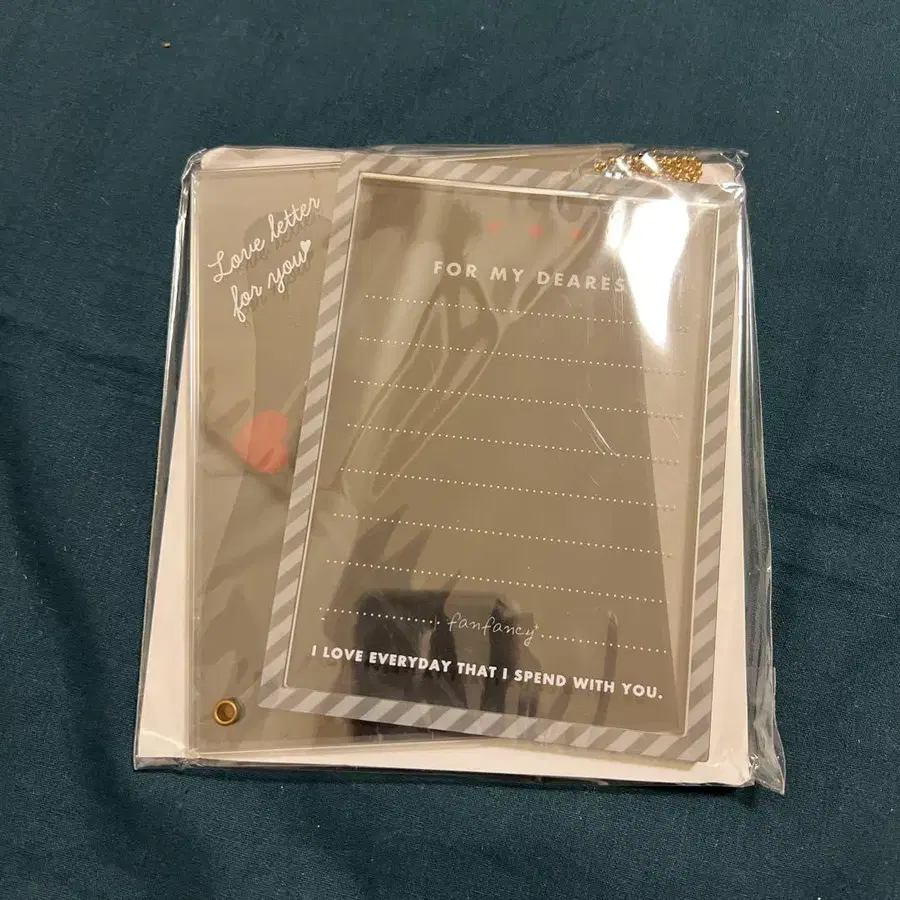 Love letter
for you♥
FOR MY DEARES
fanfancy+
I LOVE EVERYDAY THAT I SPEND WITH YOU.